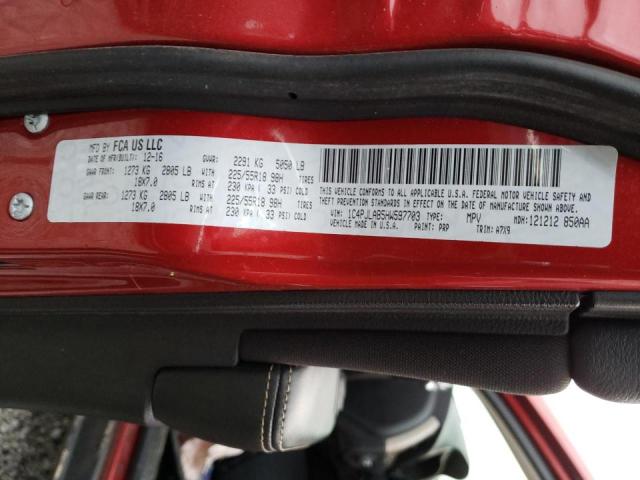 MFD BY FCA US LLC
DATE OF MFR/BUILT: 12-16 GVWR: 2291 KG 5050 LB
GAWR FRONT: 1273 KG 2805 LB 225/55R18 98H TIRES
18X7.0 RIMS AT 230 KPA ( 33 PSI) COLD
GAWR REAR: 1273 KG 2805 LB 225/55R18 98H TIRES
18X7.0 RIMS AT 230 KPA ( 33 PSI) COLD
THIS VEHICLE CONFORMS TO ALL APPLICABLE U.S.A. FEDERAL MOTOR VEHICLE SAFETY AND
THEFT PREVENTION STANDARDS IN EFFECT ON THE DATE OF MANUFACTURE SHOWN ABOVE.
VIN: 1C4PJLAB5HW597703 TYPE: MPV MDH: 121212 850AA
VEHICLE MADE IN U.S.A. PAINT: PRP TRIM: A7X9